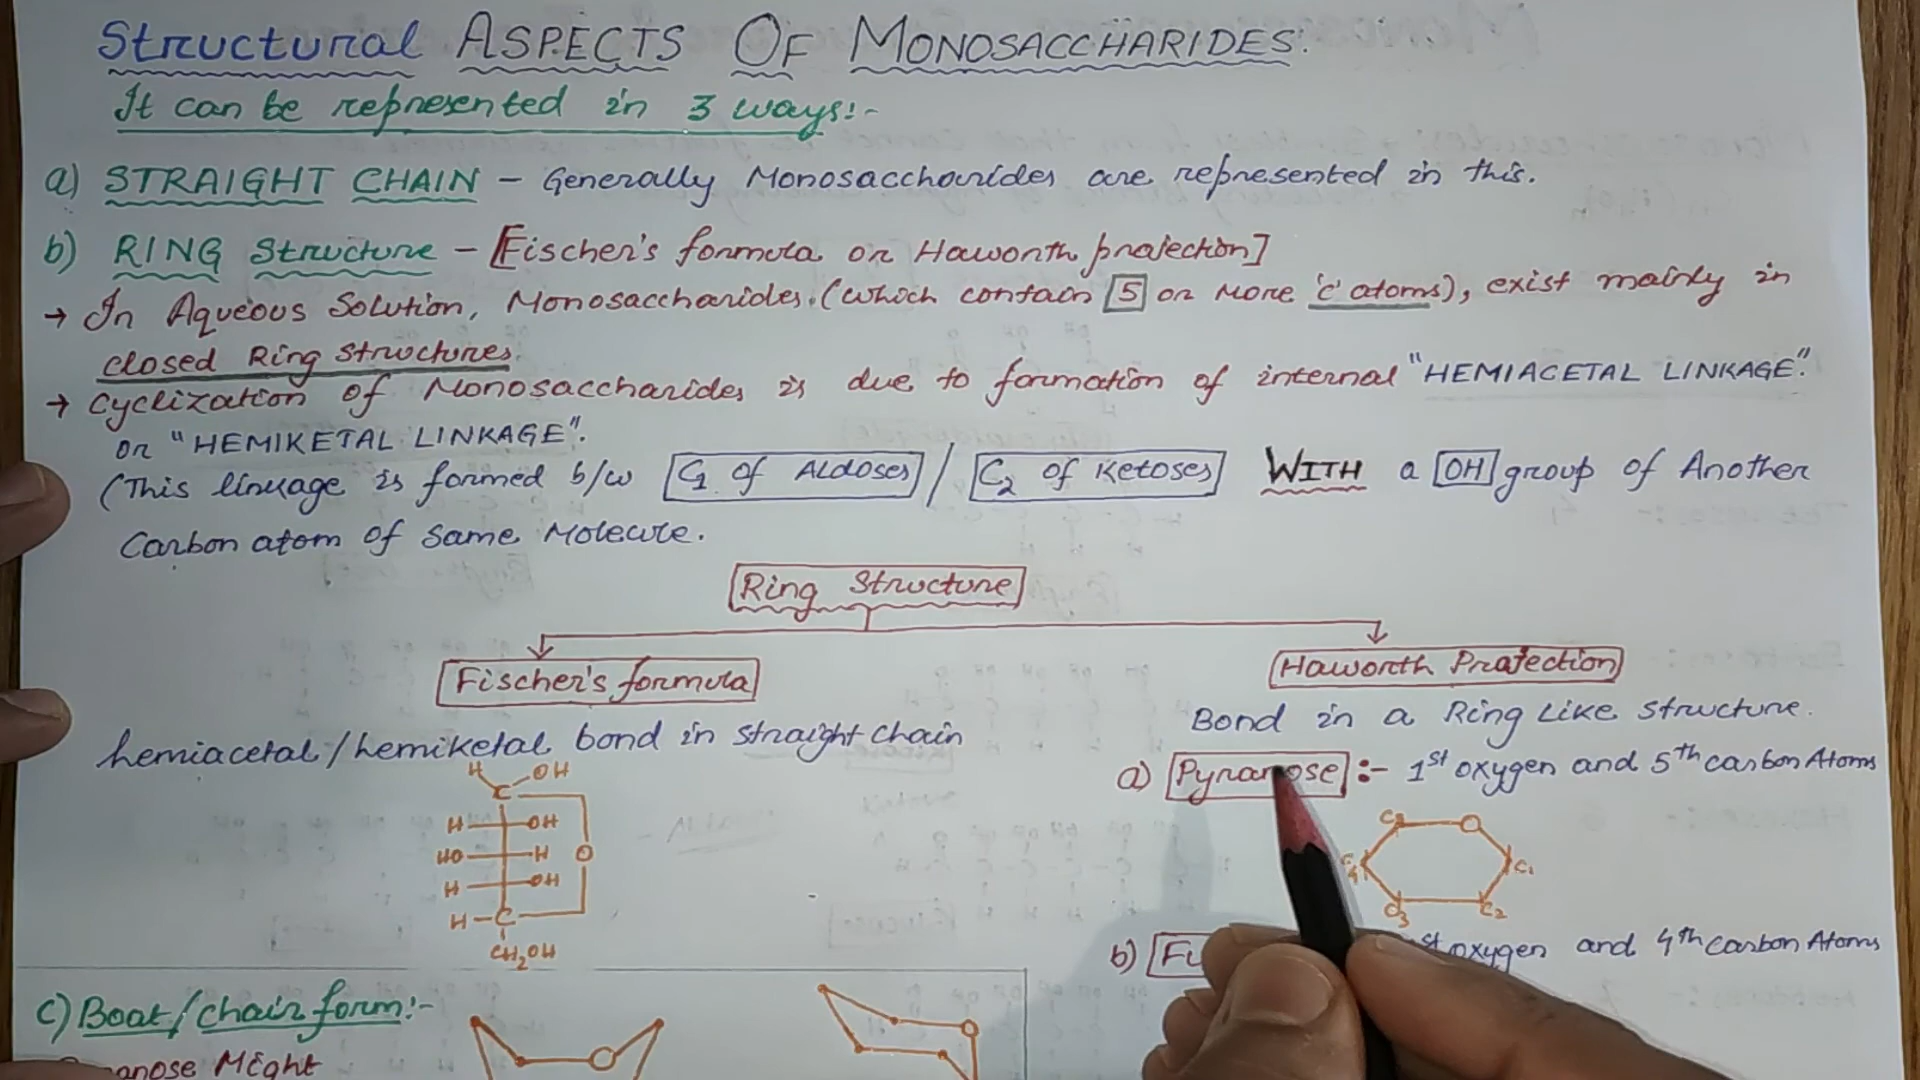 Structural ASPECTS OF MONOSACCHARIDES:
It can be represented in 3 ways:-
a) STRAIGHT CHAIN - Generally Monosaccharides are represented in this.
b) RING Structure - [Fischer's formula or Haworth projection]
→ In Aqueous Solution, Monosaccharides (which contain 5 or More 'c' atoms), exist mainly in
closed Ring Structures.
→ Cyclization of Monosaccharides is due to formation of internal "HEMIACETAL LINKAGE".
or "HEMIKETAL LINKAGE".
(This linkage is formed b/w C1 of Aldoses / C2 of Ketoses WITH a OH group of Another
Carbon atom of Same Molecule.
Ring Structure
Fischer's formula
Haworth Projection
hemiacetal/hemiketal bond in straight chain
Bond in a Ring Like Structure.
a) Pyranose :- 1st oxygen and 5th carbon Atoms
H OH
C
H OH
HO H O
H OH
H-C
CH2OH
O
C1
C4
C3 C2
b) oxygen and 4th carbon Atoms
c) Boat/chair form:-
Might